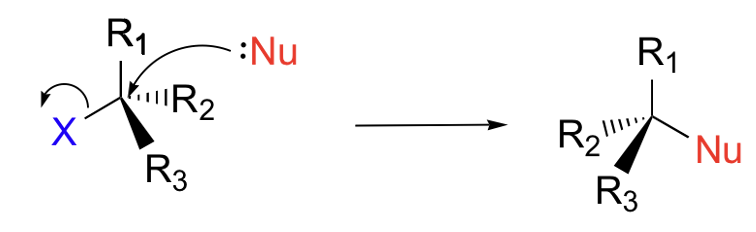 R₁
:Nu
X
R₂
R₃
R₁
R₂
Nu
R₃